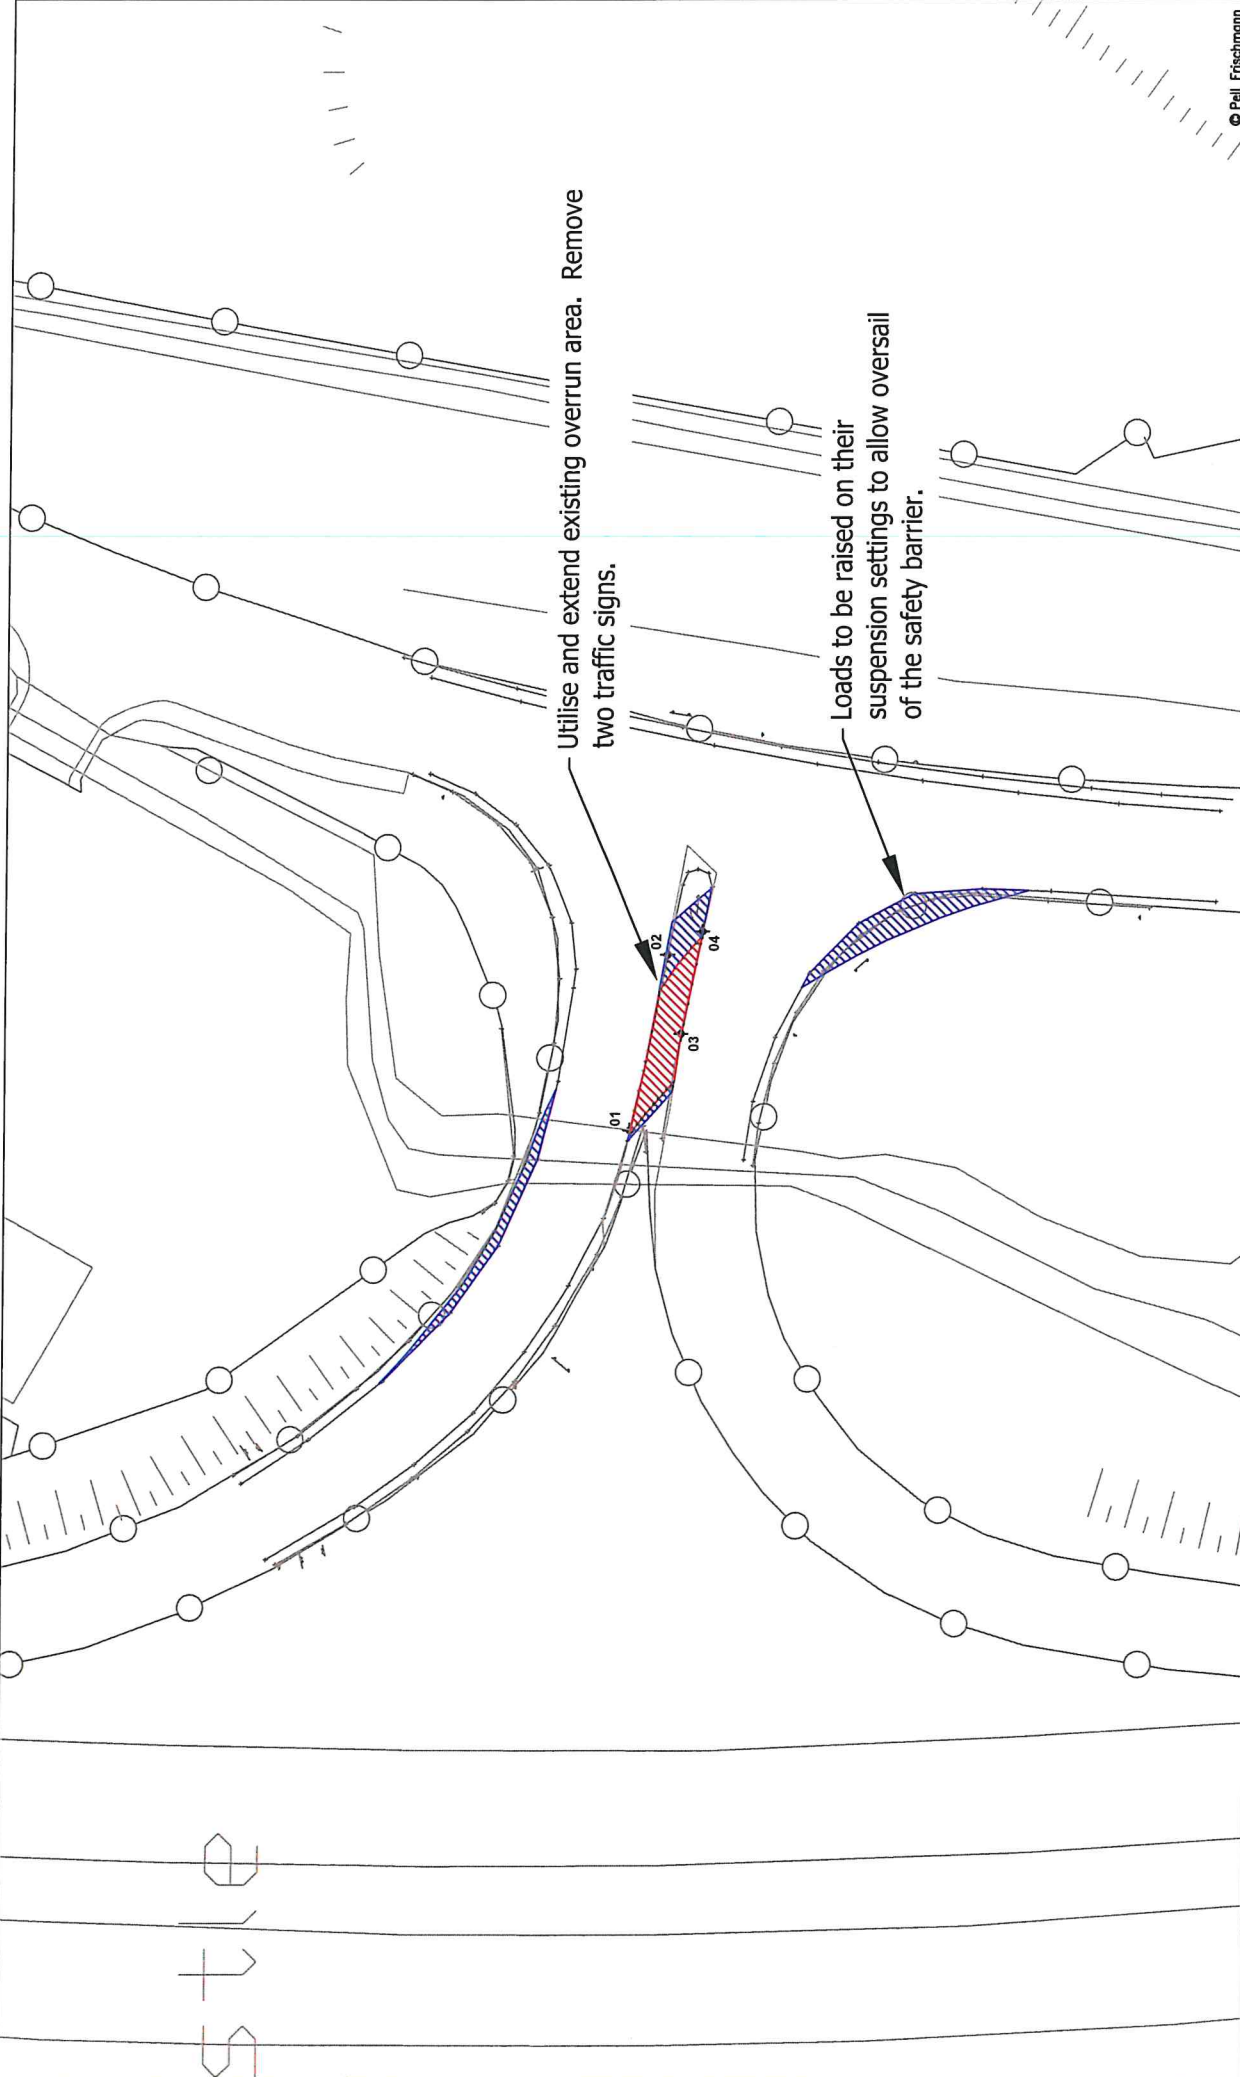 Utilise and extend existing overrun area. Remove
two traffic signs.
Loads to be raised on their
suspension settings to allow oversail
of the safety barrier.
01
02
03
04
© Pell Frischmann